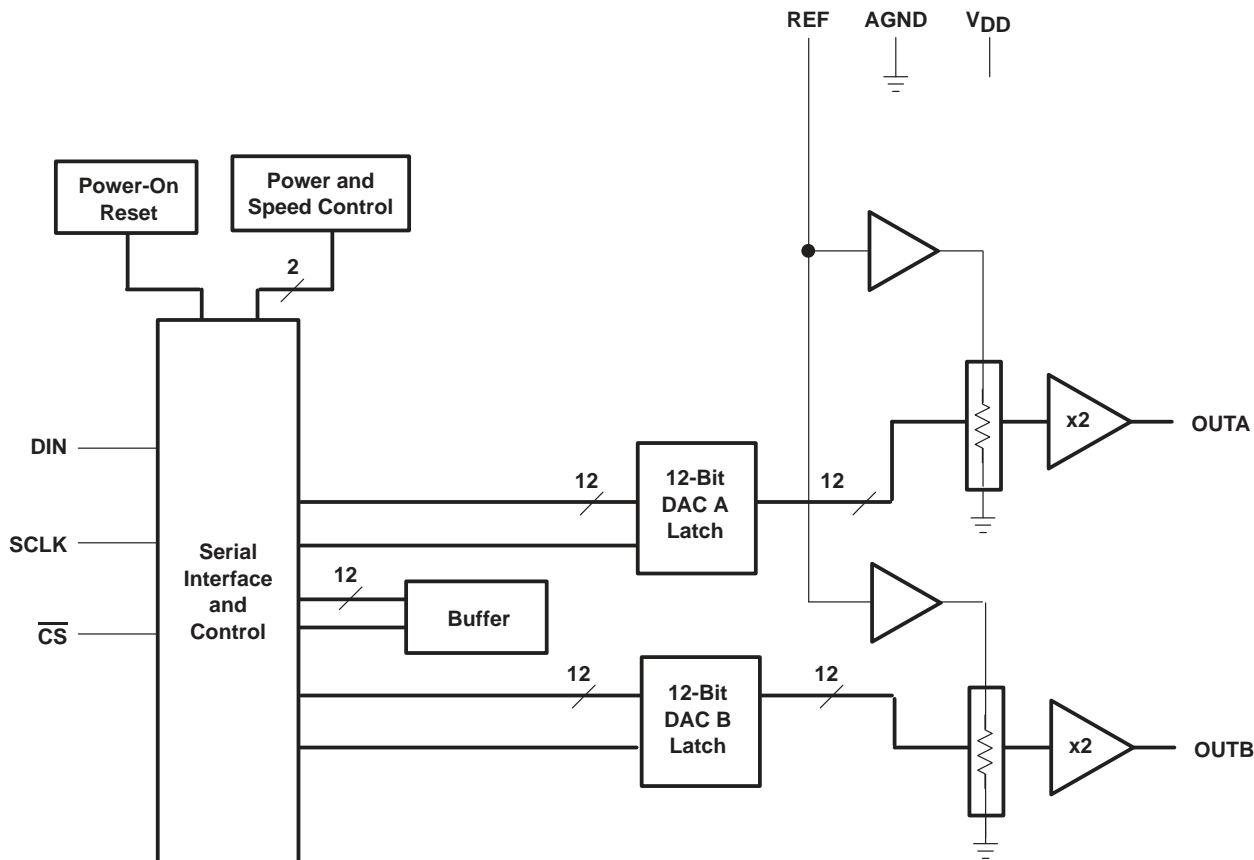 REF AGND VDD
Power-On
Reset
Power and
Speed Control
2
x2
OUTA
DIN
12
12-Bit
DAC A
Latch
12
SCLK
Serial
Interface
and
Control
12
Buffer
CS
12
12-Bit
DAC B
Latch
12
x2
OUTB